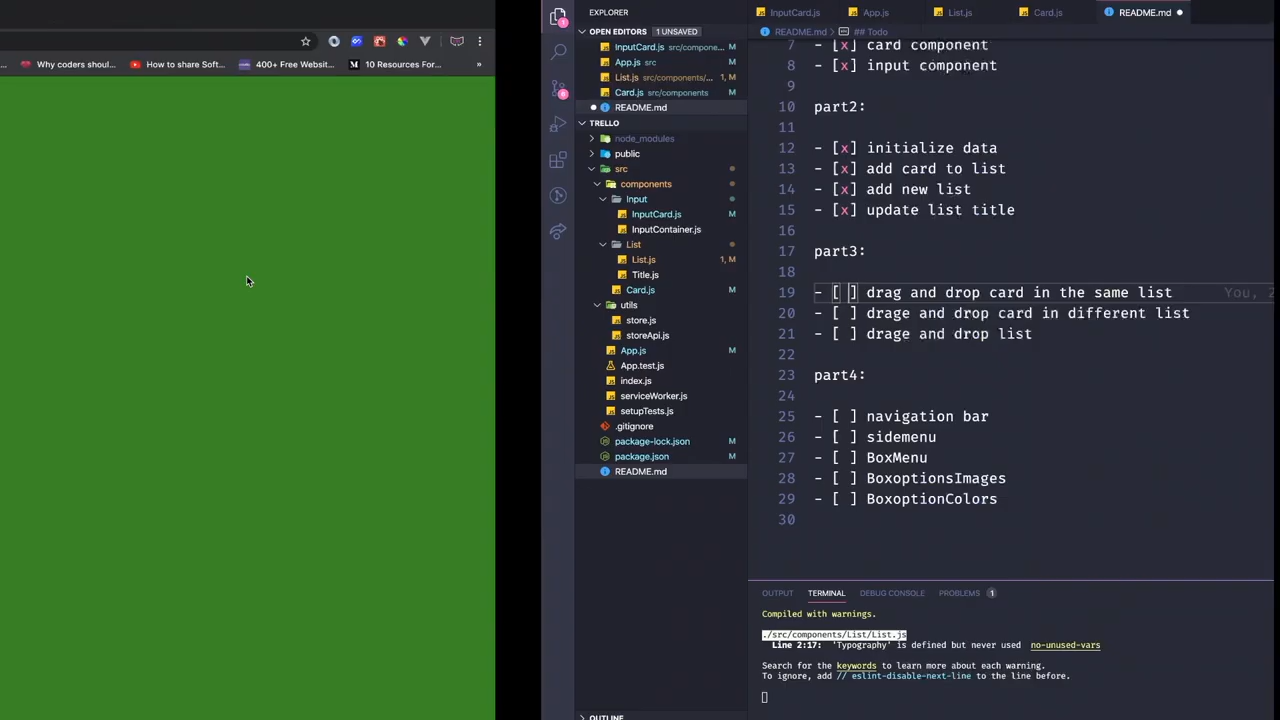 Why coders shoul...
How to share Soft...
400+ Free Websit...
10 Resources For...
»
EXPLORER
OPEN EDITORS 1 UNSAVED
InputCard.js src/compone... M
App.js src M
List.js src/components/... 1, M
Card.js src/components M
README.md
TRELLO
node_modules
public
src
components
Input
InputCard.js M
InputContainer.js
List
List.js 1, M
Title.js
Card.js M
utils
store.js
storeApi.js
App.js M
App.test.js
index.js
serviceWorker.js
setupTests.js
.gitignore
package-lock.json M
package.json M
README.md
OUTLINE
InputCard.js App.js List.js Card.js README.md
README.md ## Todo
7 - [x] card component
8 - [x] input component
9
10 part2:
11
12 - [x] initialize data
13 - [x] add card to list
14 - [x] add new list
15 - [x] update list title
16
17 part3:
18
19 - [ ] drag and drop card in the same list You, 2
20 - [ ] drage and drop card in different list
21 - [ ] drage and drop list
22
23 part4:
24
25 - [ ] navigation bar
26 - [ ] sidemenu
27 - [ ] BoxMenu
28 - [ ] BoxoptionsImages
29 - [ ] BoxoptionColors
30
OUTPUT TERMINAL DEBUG CONSOLE PROBLEMS 1
Compiled with warnings.
./src/components/List/List.js
Line 2:17: 'Typography' is defined but never used no-unused-vars
Search for the keywords to learn more about each warning.
To ignore, add // eslint-disable-next-line to the line before.